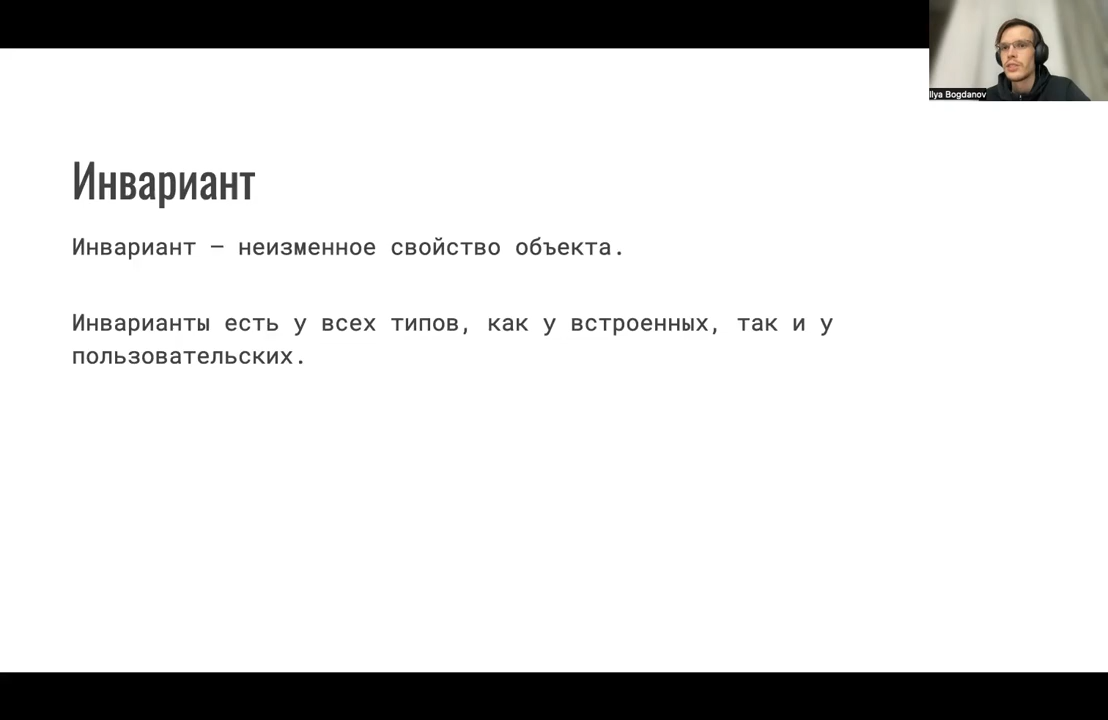 Ilya Bogdanov
Инвариант
Инвариант – неизменное свойство объекта.
Инварианты есть у всех типов, как у встроенных, так и у
пользовательских.